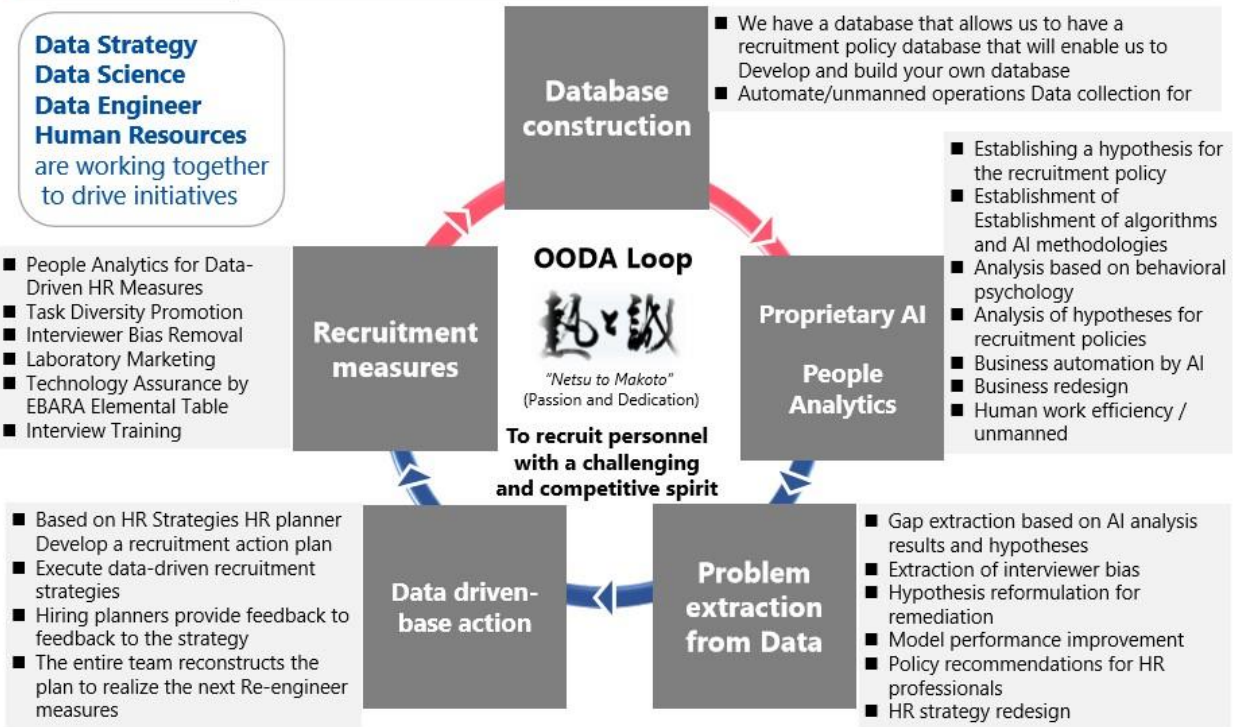 Data Strategy
Data Science
Data Engineer
Human Resources
are working together
to drive initiatives
Database
construction
■ We have a database that allows us to have a
recruitment policy database that will enable us to
Develop and build your own database
■ Automate/unmanned operations Data collection for
Proprietary AI
People
Analytics
■ Establishing a hypothesis for
the recruitment policy
■ Establishment of
Establishment of algorithms
and AI methodologies
■ Analysis based on behavioral
psychology
■ Analysis of hypotheses for
recruitment policies
■ Business automation by AI
■ Business redesign
■ Human work efficiency /
unmanned
OODA Loop
熱と誠
"Netsu to Makoto"
(Passion and Dedication)
To recruit personnel
with a challenging
and competitive spirit
Recruitment
measures
■ People Analytics for Data-
Driven HR Measures
■ Task Diversity Promotion
■ Interviewer Bias Removal
■ Laboratory Marketing
■ Technology Assurance by
EBARA Elemental Table
■ Interview Training
■ Based on HR Strategies HR planner
Develop a recruitment action plan
■ Execute data-driven recruitment
strategies
■ Hiring planners provide feedback to
feedback to the strategy
■ The entire team reconstructs the
plan to realize the next Re-engineer
measures
Data driven-
base action
Problem
extraction
from Data
■ Gap extraction based on AI analysis
results and hypotheses
■ Extraction of interviewer bias
■ Hypothesis reformulation for
remediation
■ Model performance improvement
■ Policy recommendations for HR
professionals
■ HR strategy redesign